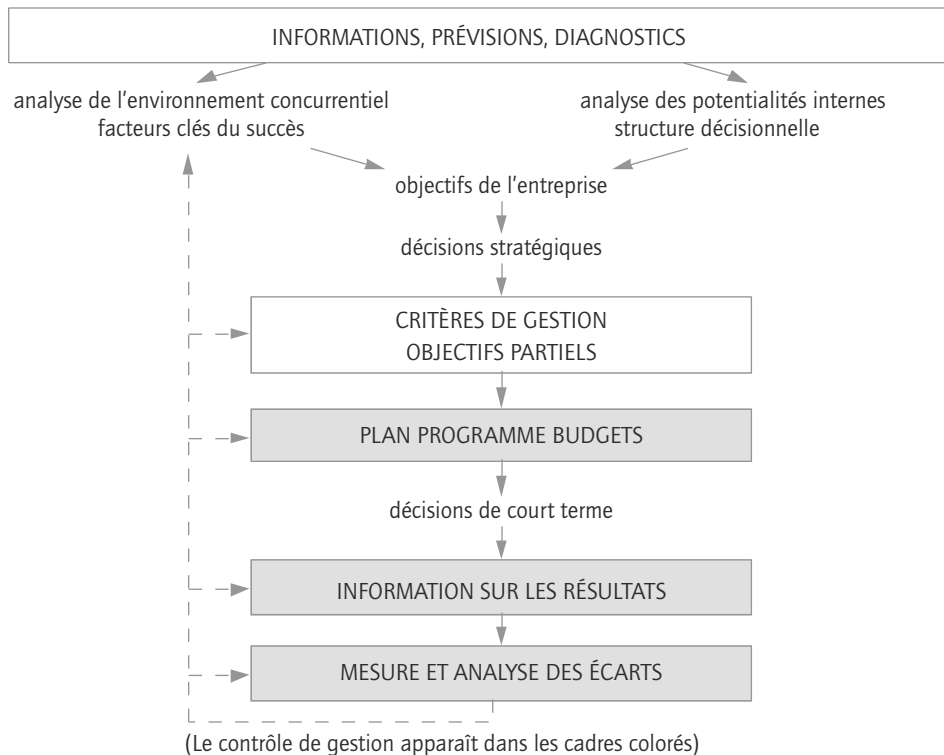 INFORMATIONS, PRÉVISIONS, DIAGNOSTICS
analyse de l’environnement concurrentiel
facteurs clés du succès
analyse des potentialités internes
structure décisionnelle
objectifs de l’entreprise
décisions stratégiques
CRITÈRES DE GESTION
OBJECTIFS PARTIELS
PLAN PROGRAMME BUDGETS
décisions de court terme
INFORMATION SUR LES RÉSULTATS
MESURE ET ANALYSE DES ÉCARTS
(Le contrôle de gestion apparaît dans les cadres colorés)